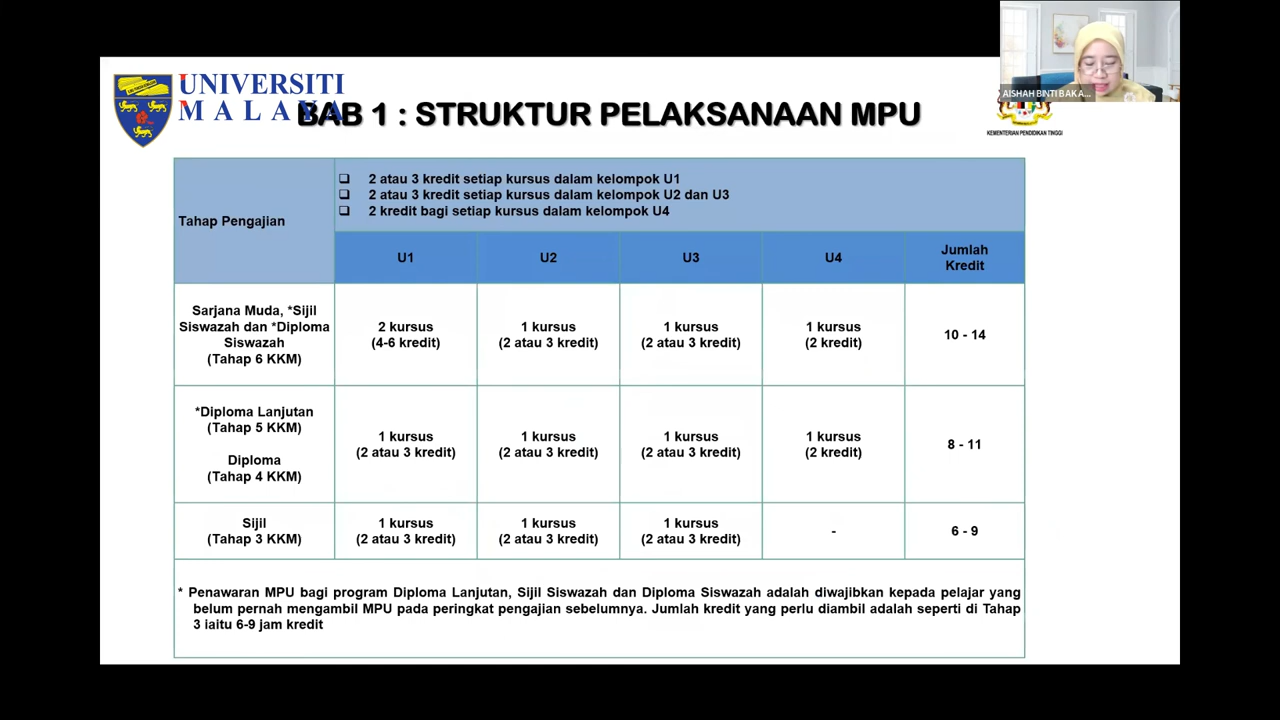 UNIVERSITI
MALAYA
BAB 1 : STRUKTUR PELAKSANAAN MPU
AISHAH BINTI BAKA...
KEMENTERIAN PENDIDIKAN TINGGI
Tahap Pengajian
❑ 2 atau 3 kredit setiap kursus dalam kelompok U1
❑ 2 atau 3 kredit setiap kursus dalam kelompok U2 dan U3
❑ 2 kredit bagi setiap kursus dalam kelompok U4
U1
U2
U3
U4
Jumlah
Kredit
Sarjana Muda, *Sijil
Siswazah dan *Diploma
Siswazah
(Tahap 6 KKM)
2 kursus
(4-6 kredit)
1 kursus
(2 atau 3 kredit)
1 kursus
(2 atau 3 kredit)
1 kursus
(2 kredit)
10 - 14
*Diploma Lanjutan
(Tahap 5 KKM)
Diploma
(Tahap 4 KKM)
1 kursus
(2 atau 3 kredit)
1 kursus
(2 atau 3 kredit)
1 kursus
(2 atau 3 kredit)
1 kursus
(2 kredit)
8 - 11
Sijil
(Tahap 3 KKM)
1 kursus
(2 atau 3 kredit)
1 kursus
(2 atau 3 kredit)
1 kursus
(2 atau 3 kredit)
-
6 - 9
* Penawaran MPU bagi program Diploma Lanjutan, Sijil Siswazah dan Diploma Siswazah adalah diwajibkan kepada pelajar yang
belum pernah mengambil MPU pada peringkat pengajian sebelumnya. Jumlah kredit yang perlu diambil adalah seperti di Tahap
3 iaitu 6-9 jam kredit